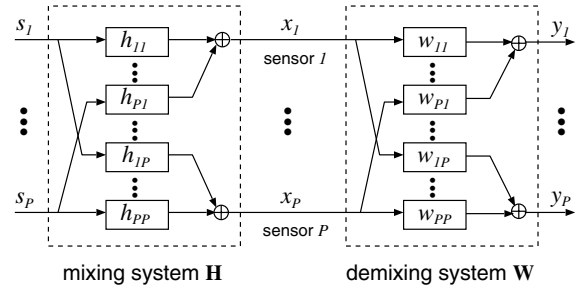 s1 h11 x1 w11 y1
sensor 1
hP1 wP1
h1P w1P
sP hPP xP wPP yP
sensor P
mixing system H demixing system W